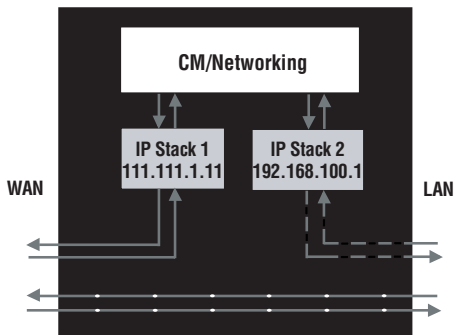 CM/Networking
IP Stack 1
111.111.1.11
IP Stack 2
192.168.100.1
WAN
LAN